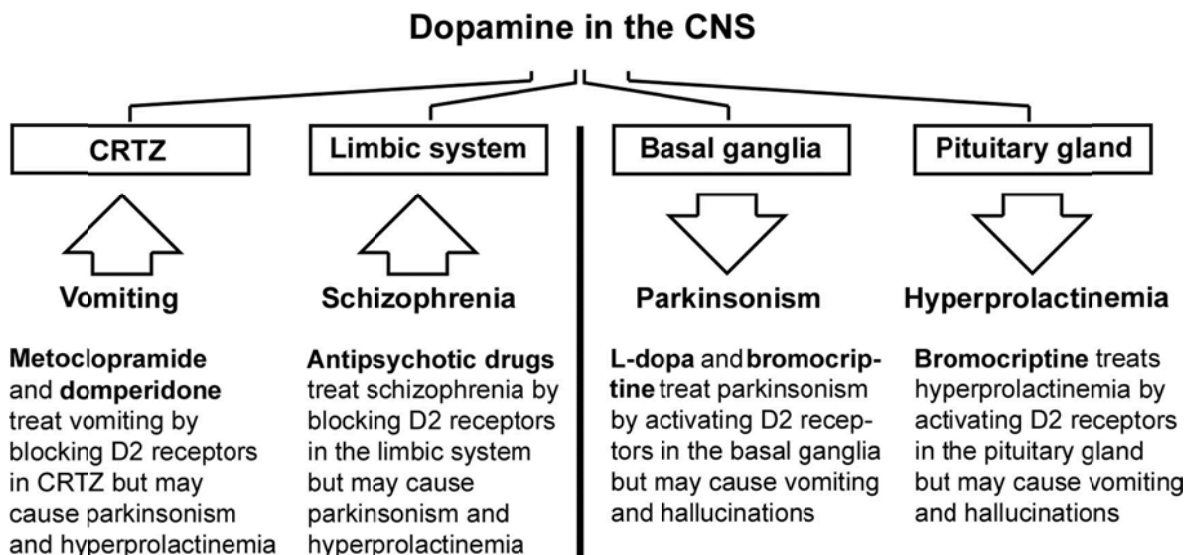 Dopamine in the CNS
CRTZ
Limbic system
Basal ganglia
Pituitary gland
Vomiting
Schizophrenia
Parkinsonism
Hyperprolactinemia
Metoclopramide
and domperidone
treat vomiting by
blocking D2 receptors
in CRTZ but may
cause parkinsonism
and hyperprolactinemia
Antipsychotic drugs
treat schizophrenia by
blocking D2 receptors
in the limbic system
but may cause
parkinsonism and
hyperprolactinemia
L-dopa and bromocrip-
tine treat parkinsonism
by activating D2 recep-
tors in the basal ganglia
but may cause vomiting
and hallucinations
Bromocriptine treats
hyperprolactinemia by
activating D2 receptors
in the pituitary gland
but may cause vomiting
and hallucinations